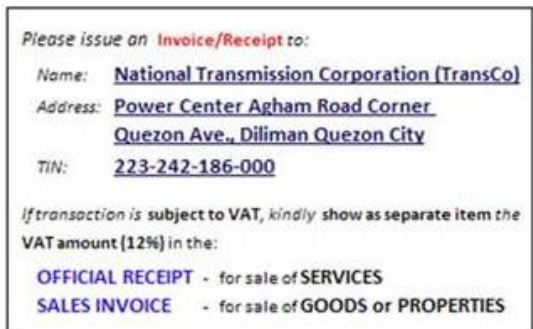 Please issue an Invoice/Receipt to:
Name: National Transmission Corporation (TransCo)
Address: Power Center Agham Road Corner
Quezon Ave., Diliman Quezon City
TIN: 223-242-186-000
If transaction is subject to VAT, kindly show as separate item the
VAT amount (12%) in the:
OFFICIAL RECEIPT - for sale of SERVICES
SALES INVOICE - for sale of GOODS or PROPERTIES